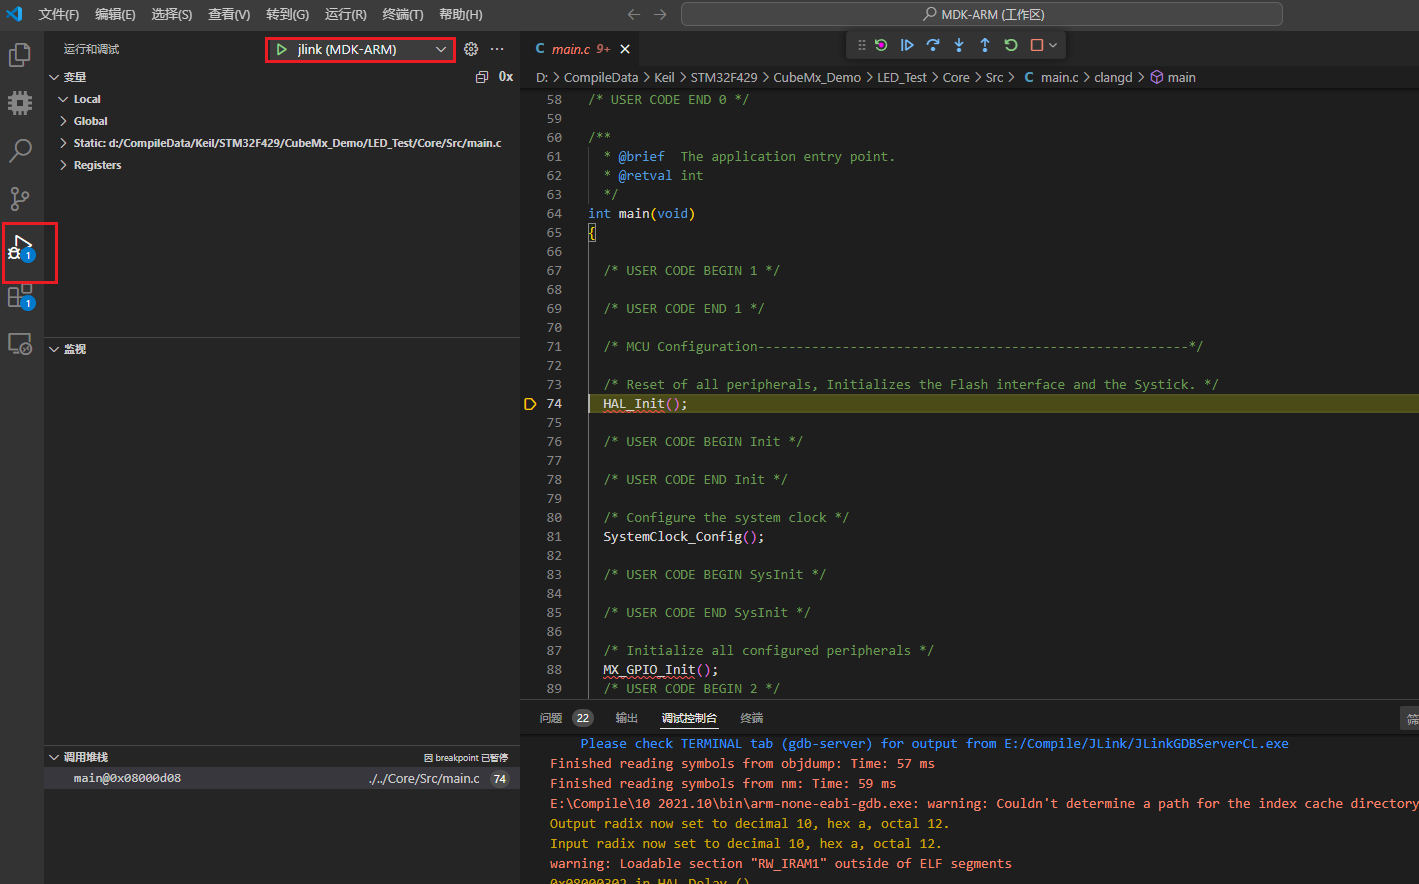 文件(F) 编辑(E) 选择(S) 查看(V) 转到(G) 运行(R) 终端(T) 帮助(H)
MDK-ARM (工作区)
运行和调试
jlink (MDK-ARM)
变量
0x
Local
Global
Static: d:/CompileData/Keil/STM32F429/CubeMx_Demo/LED_Test/Core/Src/main.c
Registers
1
1
监视
调用堆栈
因 breakpoint 已暂停
main@0x08000d08
./../Core/Src/main.c
74
C main.c 9+
D: > CompileData > Keil > STM32F429 > CubeMx_Demo > LED_Test > Core > Src > C main.c > clangd > main
58 /* USER CODE END 0 */
59
60 /**
61 * @brief  The application entry point.
62 * @retval int
63 */
64 int main(void)
65 {
66
67 /* USER CODE BEGIN 1 */
68
69 /* USER CODE END 1 */
70
71 /* MCU Configuration--------------------------------------------------------*/
72
73 /* Reset of all peripherals, Initializes the Flash interface and the Systick. */
74 HAL_Init();
75
76 /* USER CODE BEGIN Init */
77
78 /* USER CODE END Init */
79
80 /* Configure the system clock */
81 SystemClock_Config();
82
83 /* USER CODE BEGIN SysInit */
84
85 /* USER CODE END SysInit */
86
87 /* Initialize all configured peripherals */
88 MX_GPIO_Init();
89 /* USER CODE BEGIN 2 */
问题 22 输出 调试控制台 终端
筛
Please check TERMINAL tab (gdb-server) for output from E:/Compile/JLink/JLinkGDBServerCL.exe
Finished reading symbols from objdump: Time: 57 ms
Finished reading symbols from nm: Time: 59 ms
E:\Compile\10 2021.10\bin\arm-none-eabi-gdb.exe: warning: Couldn't determine a path for the index cache directory
Output radix now set to decimal 10, hex a, octal 12.
Input radix now set to decimal 10, hex a, octal 12.
warning: Loadable section "RW_IRAM1" outside of ELF segments
0x08000302 in HAL_Delay ()